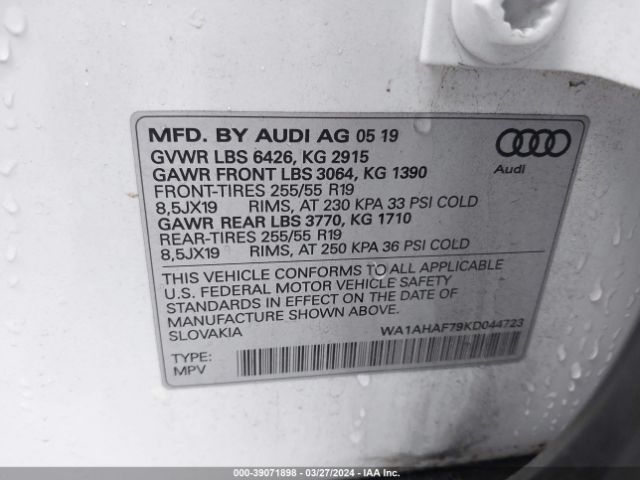 MFD. BY AUDI AG 05 19
GVWR LBS 6426, KG 2915
GAWR FRONT LBS 3064, KG 1390
FRONT-TIRES 255/55 R19
8,5JX19 RIMS, AT 230 KPA 33 PSI COLD
GAWR REAR LBS 3770, KG 1710
REAR-TIRES 255/55 R19
8,5JX19 RIMS, AT 250 KPA 36 PSI COLD
Audi
THIS VEHICLE CONFORMS TO ALL APPLICABLE
U.S. FEDERAL MOTOR VEHICLE SAFETY
STANDARDS IN EFFECT ON THE DATE OF
MANUFACTURE SHOWN ABOVE.
SLOVAKIA WA1AHAF79KD044723
TYPE:
MPV
000-39071898 - 03/27/2024 - IAA Inc.